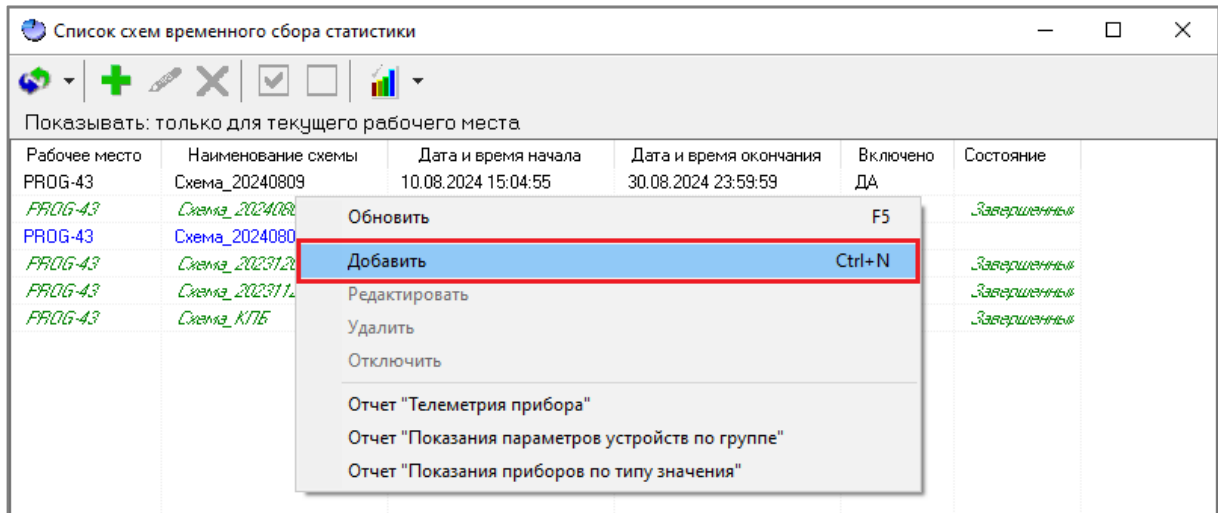 Список схем временного сбора статистики
Показывать: только для текущего рабочего места
Рабочее место Наименование схемы Дата и время начала Дата и время окончания Включено Состояние
PROG-43 Схема_20240809 10.08.2024 15:04:55 30.08.2024 23:59:59 ДА
PROG-43 Завершенный
PROG-43
PROG-43 Завершенный
PROG-43 Завершенный
PROG-43 Схема_КПБ Завершенный
Обновить F5
Добавить Ctrl+N
Редактировать
Удалить
Отключить
Отчет "Телеметрия прибора"
Отчет "Показания параметров устройств по группе"
Отчет "Показания приборов по типу значения"